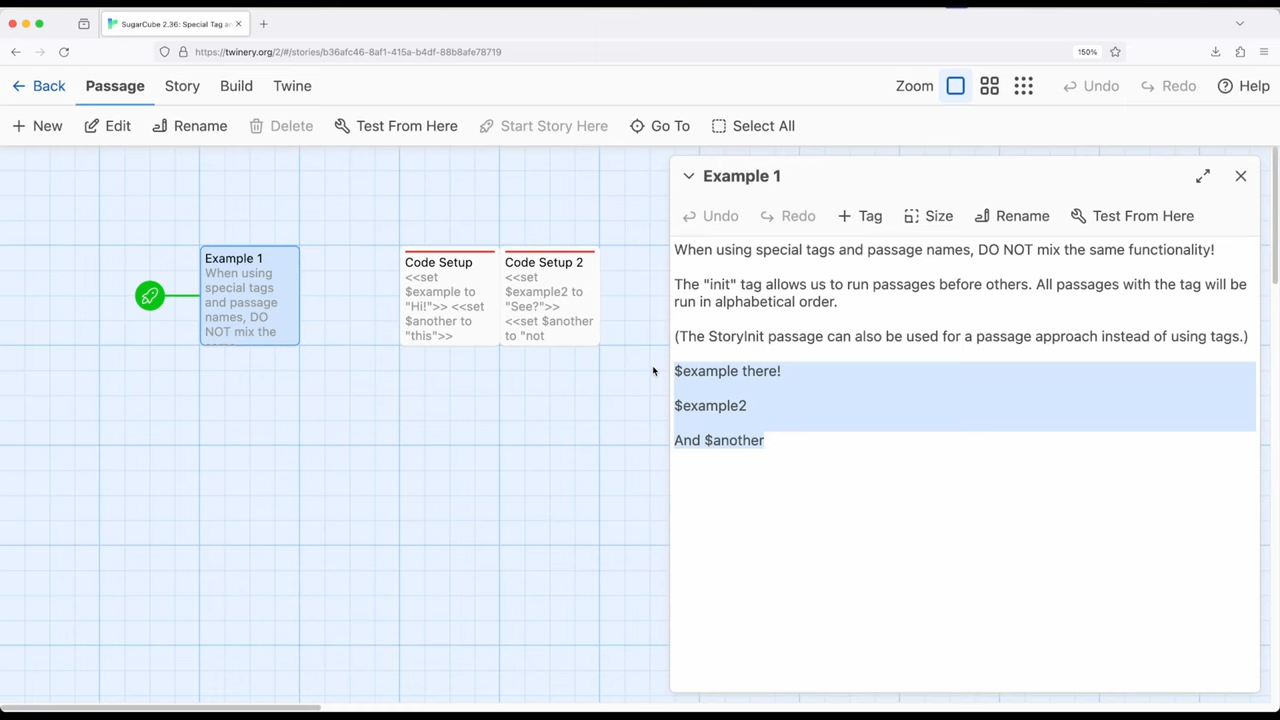 SugarCube 2.36: Special Tag an
https://twinery.org/2/#/stories/b36afc46-8af1-415a-b4df-88b8afe78719
150%
Back
Passage
Story
Build
Twine
Zoom
Undo
Redo
Help
New
Edit
Rename
Delete
Test From Here
Start Story Here
Go To
Select All
Example 1
When using
special tags
and passage
names, DO
NOT mix the
Code Setup
<<set
$example to
"Hi!">> <<set
$another to
"this">>
Code Setup 2
<<set
$example2 to
"See?">>
<<set $another
to "not
Example 1
Undo
Redo
Tag
Size
Rename
Test From Here
When using special tags and passage names, DO NOT mix the same functionality!
The "init" tag allows us to run passages before others. All passages with the tag will be
run in alphabetical order.
(The StoryInit passage can also be used for a passage approach instead of using tags.)
$example there!
$example2
And $another